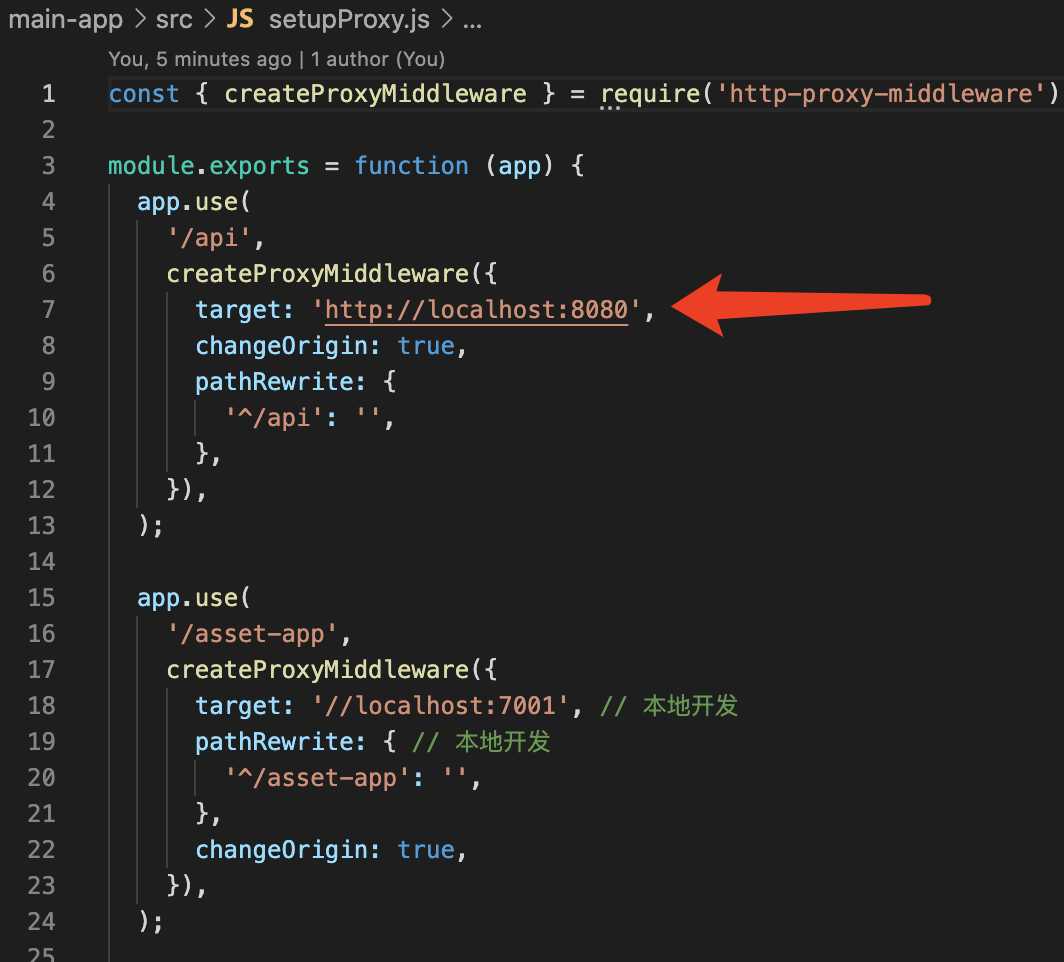 main-app > src > JS setupProxy.js > ...
You, 5 minutes ago | 1 author (You)
1 const { createProxyMiddleware } = require('http-proxy-middleware')
2
3 module.exports = function (app) {
4 app.use(
5 '/api',
6 createProxyMiddleware({
7 target: 'http://localhost:8080',
8 changeOrigin: true,
9 pathRewrite: {
10 '^/api': '',
11 },
12 }),
13 );
14
15 app.use(
16 '/asset-app',
17 createProxyMiddleware({
18 target: '//localhost:7001', // 本地开发
19 pathRewrite: { // 本地开发
20 '^/asset-app': '',
21 },
22 changeOrigin: true,
23 }),
24 );
25